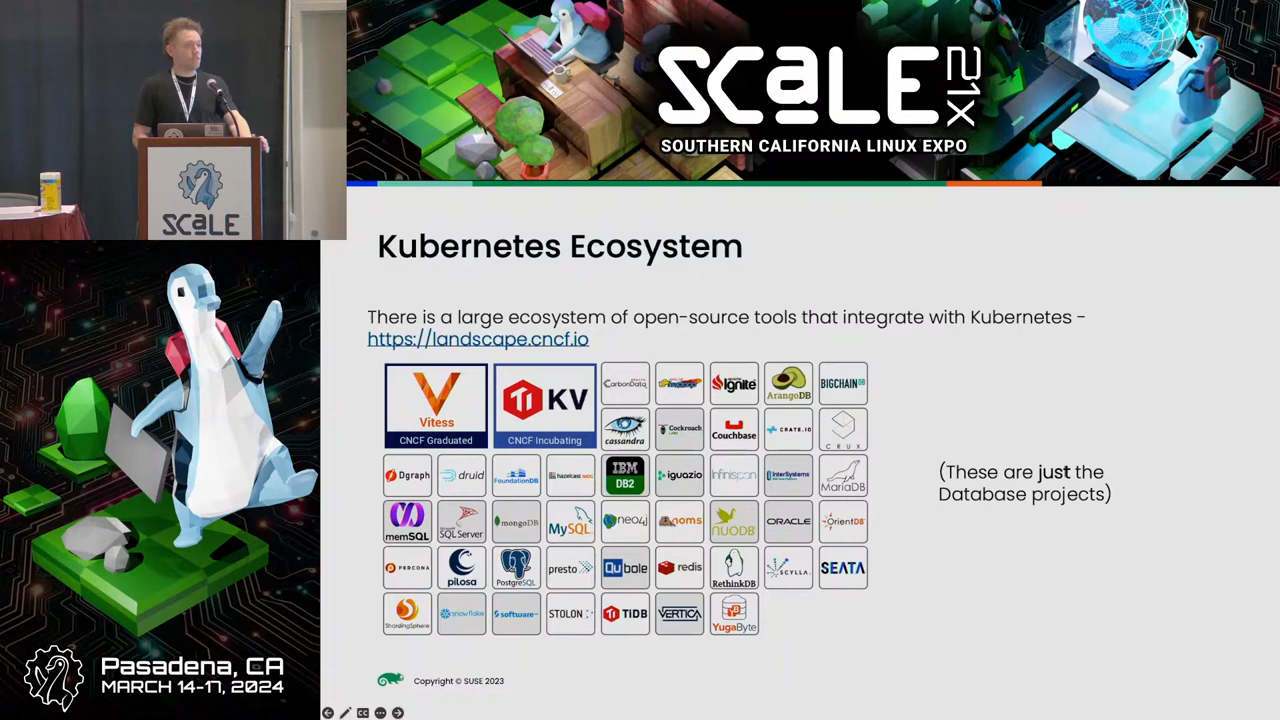 SCALE 21X
SOUTHERN CALIFORNIA LINUX EXPO
SCALE
Kubernetes Ecosystem
There is a large ecosystem of open-source tools that integrate with Kubernetes -
https://landscape.cncf.io
Vitess
CNCF Graduated
TiKV
CNCF Incubating
CarbonData
Ignite
ArangoDB
BIGCHAINDB
cassandra
Cockroach LABS
Couchbase
CRATE.IO
CRUX
Dgraph
druid
FoundationDB
hazelcast IMDG
IBM
DB2
iguazio
Infinispan
InterSystems
MariaDB
memSQL
SQL Server
mongoDB
MySQL
neo4j
noms
NUODB
ORACLE
OrientDB
PERCONA
pilosa
PostgreSQL
presto
Qubole
redis
RethinkDB
SCYLLA
SEATA
ShardingSphere
snowflake
software
STOLON
TiDB
VERTICA
YugaByte
(These are just the
Database projects)
Copyright © SUSE 2023
CC
Pasadena, CA
MARCH 14-17, 2024